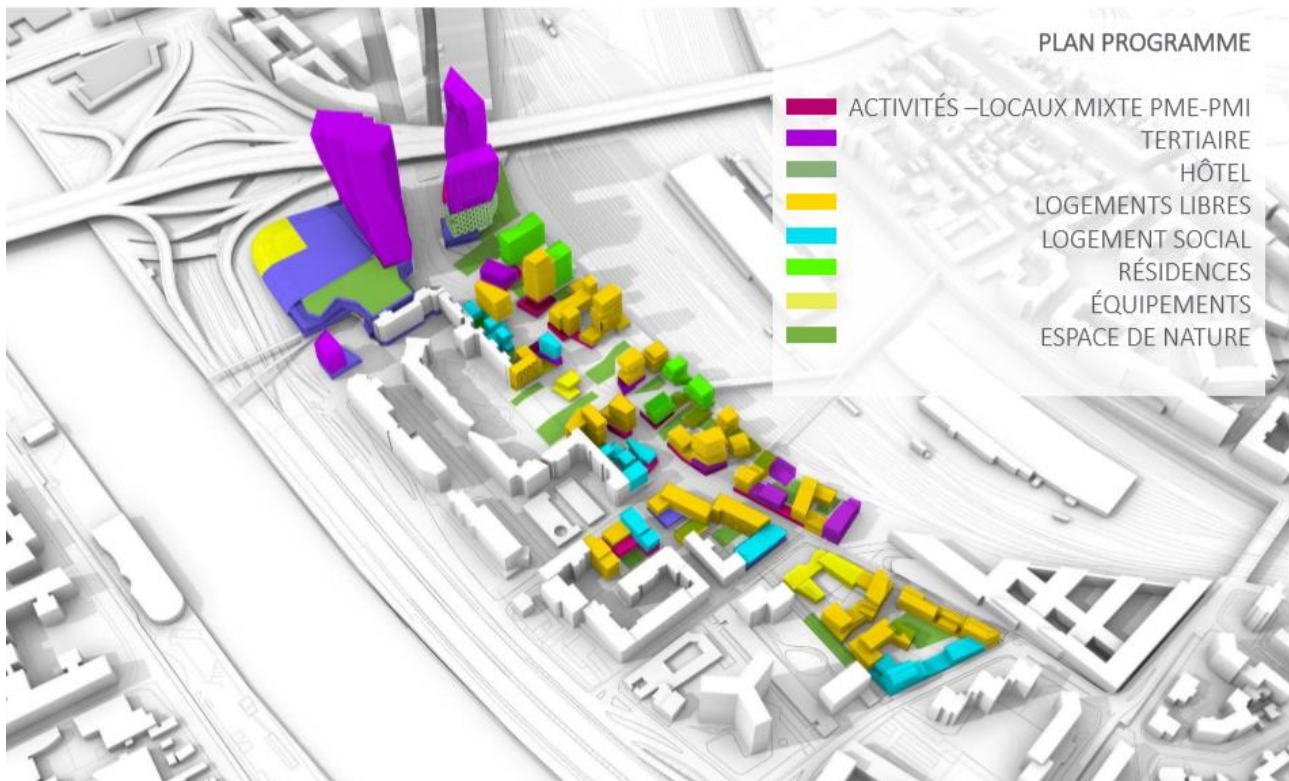 PLAN PROGRAMME
ACTIVITÉS –LOCAUX MIXTE PME-PMI
TERTIAIRE
HÔTEL
LOGEMENTS LIBRES
LOGEMENT SOCIAL
RÉSIDENCES
ÉQUIPEMENTS
ESPACE DE NATURE